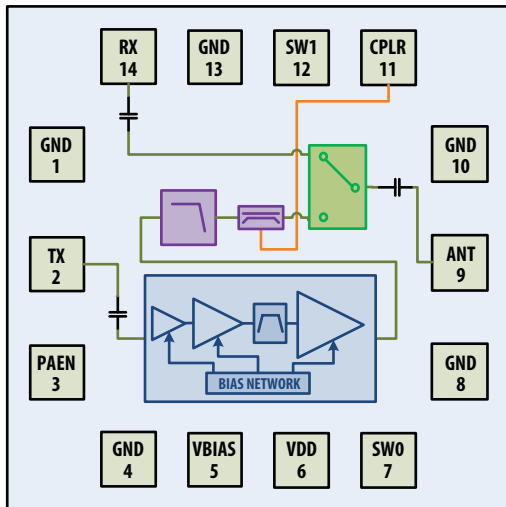 RX
14
GND
13
SW1
12
CPLR
11
GND
1
GND
10
TX
2
ANT
9
PAEN
3
BIAS NETWORK
GND
8
GND
4
VBIAS
5
VDD
6
SW0
7